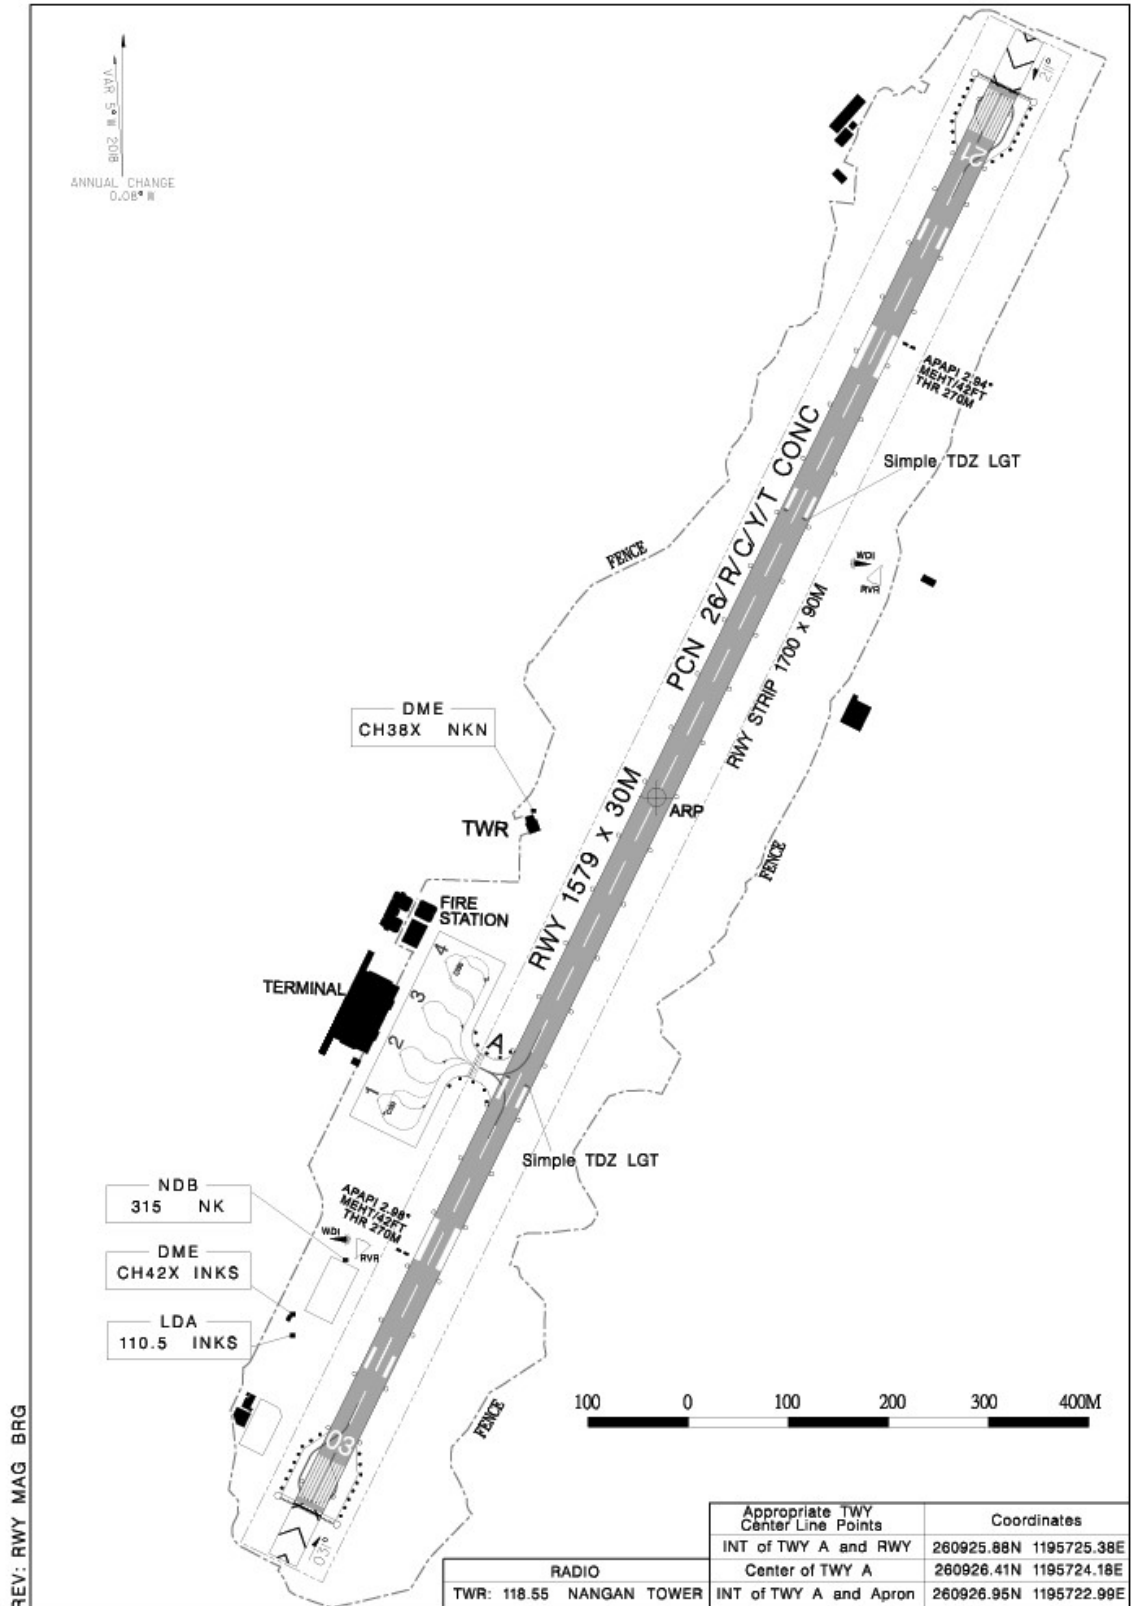 VAR 5° W 2018
ANNUAL CHANGE
0.08° W
211°
21
APAPI 2.94°
MEHT/42FT
THR 270M
Simple TDZ LGT
PCN 26/R/C/Y/T CONC
FENCE
WDI
RVR
RWY STRIP 1700 x 90M
DME
CH38X NKN
RWY 1579 x 30M
ARP
TWR
FENCE
FIRE
STATION
TERMINAL
4
3
2
1
A
Simple TDZ LGT
NDB
315 NK
APAPI 2.98°
MEHT/42FT
THR 270M
WDI
RVR
DME
CH42X INKS
LDA
110.5 INKS
FENCE
03
031°
100 0 100 200 300 400M
REV: RWY MAG BRG
Appropriate TWY
Center Line Points Coordinates
INT of TWY A and RWY 260925.88N 1195725.38E
Center of TWY A 260926.41N 1195724.18E
INT of TWY A and Apron 260926.95N 1195722.99E
RADIO
TWR: 118.55 NANGAN TOWER